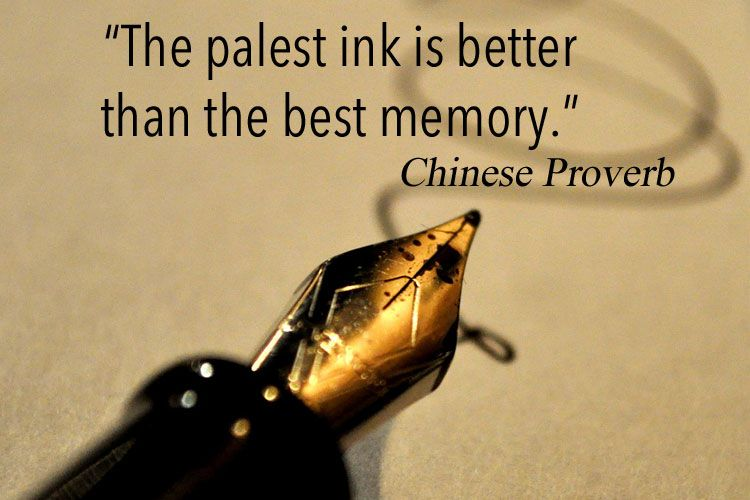 "The palest ink is better
than the best memory."
Chinese Proverb